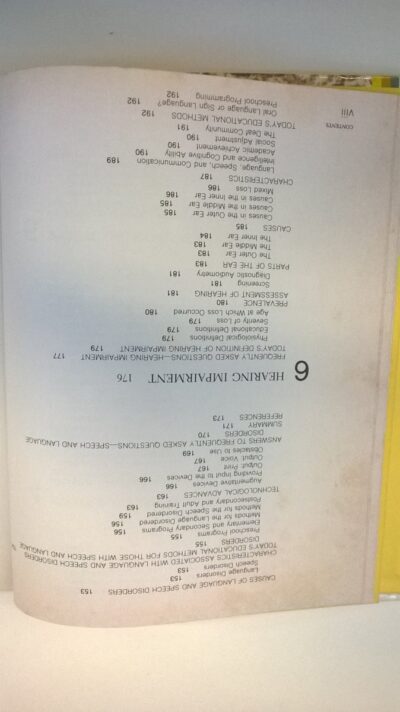 CAUSES OF LANGUAGE AND SPEECH DISORDERS 153
Language Disorders 153
Speech Disorders 153
CHARACTERISTICS ASSOCIATED WITH LANGUAGE AND SPEECH DISORDERS
TODAY'S EDUCATIONAL METHODS FOR THOSE WITH SPEECH AND LANGUAGE
DISORDERS 155
Preschool Programs 155
Elementary and Secondary Programs 156
Methods for the Language Disordered 156
Methods for the Speech Disordered 159
Postsecondary and Adult Training 163
TECHNOLOGICAL ADVANCES 163
Augmentative Devices 166
Providing Input to the Devices 166
Output: Print 167
Output: Voice 167
Obstacles to Use 169
ANSWERS TO FREQUENTLY ASKED QUESTIONS—SPEECH AND LANGUAGE
DISORDERS 170
SUMMARY 171
REFERENCES 173
6 HEARING IMPAIRMENT 176
FREQUENTLY ASKED QUESTIONS—HEARING IMPAIRMENT 177
TODAY'S DEFINITION OF HEARING IMPAIRMENT 179
Physiological Definitions 179
Educational Definitions 179
Severity of Loss 179
Age at Which Loss Occurred 180
PREVALENCE 180
ASSESSMENT OF HEARING 181
Screening 181
Diagnostic Audiometry 181
PARTS OF THE EAR 183
The Outer Ear 183
The Middle Ear 183
The Inner Ear 184
CAUSES 185
Causes in the Outer Ear 185
Causes in the Middle Ear 185
Causes in the Inner Ear 186
Mixed Loss 186
CHARACTERISTICS 187
Language, Speech, and Communication 189
Intelligence and Cognitive Ability 190
Academic Achievement 190
Social Adjustment 190
The Deaf Community 191
TODAY'S EDUCATIONAL METHODS 192
Oral Language or Sign Language? 192
Preschool Programming 192
CONTENTS
viii